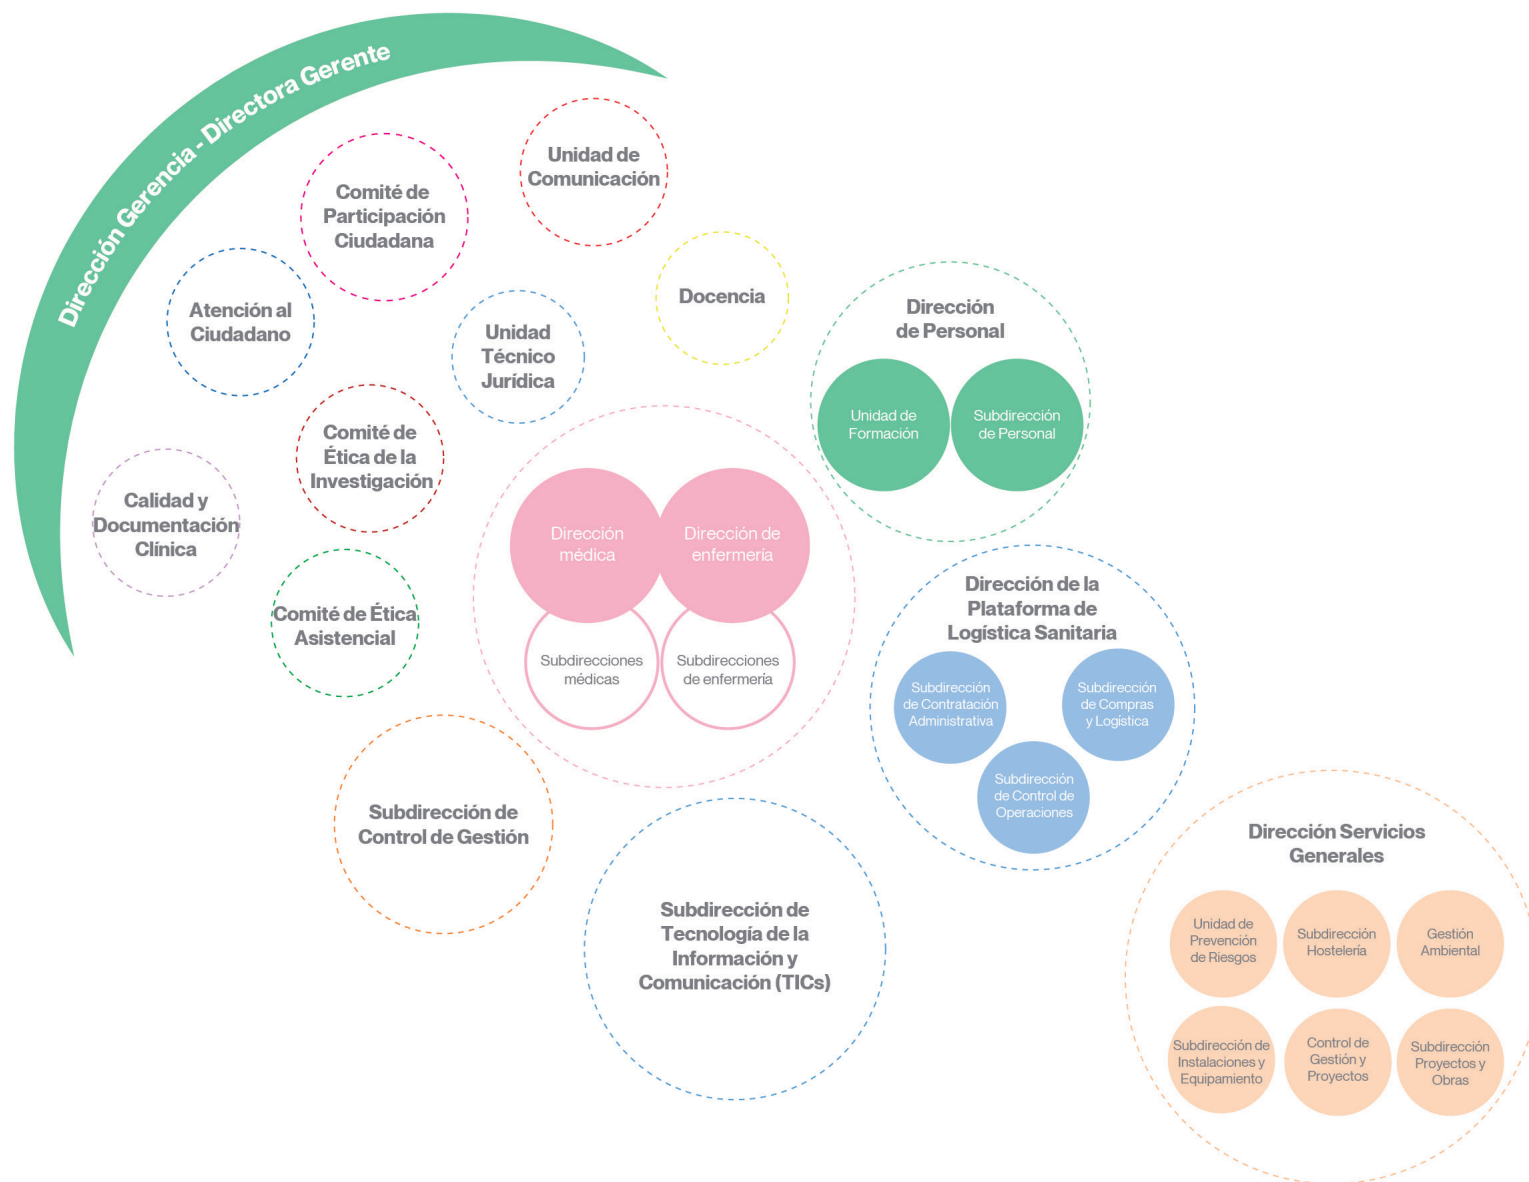 Dirección Gerencia - Directora Gerente
Unidad de
Comunicación
Comité de
Participación
Ciudadana
Atención al
Ciudadano
Unidad
Técnico
Jurídica
Docencia
Dirección
de Personal
Unidad de
Formación
Subdirección
de Personal
Comité de
Ética de la
Investigación
Calidad y
Documentación
Clínica
Dirección
médica
Dirección de
enfermería
Subdirecciones
médicas
Subdirecciones
de enfermería
Comité de Ética
Asistencial
Dirección de la
Plataforma de
Logística Sanitaria
Subdirección
de Contratación
Administrativa
Subdirección
de Compras
y Logística
Subdirección
de Control de
Operaciones
Subdirección de
Control de Gestión
Subdirección de
Tecnología de la
Información y
Comunicación (TICs)
Dirección Servicios
Generales
Unidad de
Prevención
de Riesgos
Subdirección
Hostelería
Gestión
Ambiental
Subdirección de
Instalaciones y
Equipamiento
Control de
Gestión y
Proyectos
Subdirección
Proyectos y
Obras